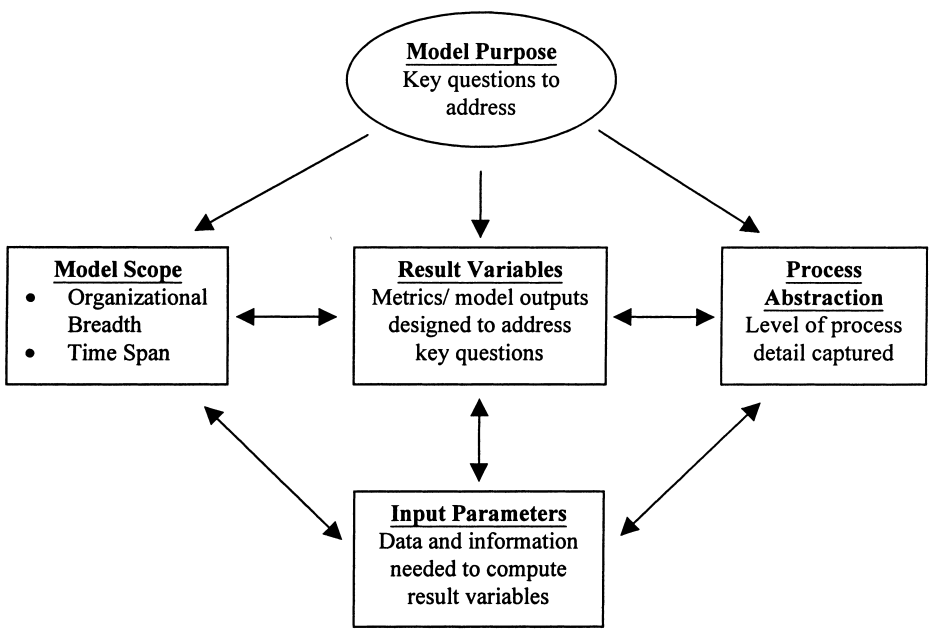 Model Purpose
Key questions to
address
Model Scope
• Organizational
Breadth
• Time Span
Result Variables
Metrics/ model outputs
designed to address
key questions
Process
Abstraction
Level of process
detail captured
Input Parameters
Data and information
needed to compute
result variables